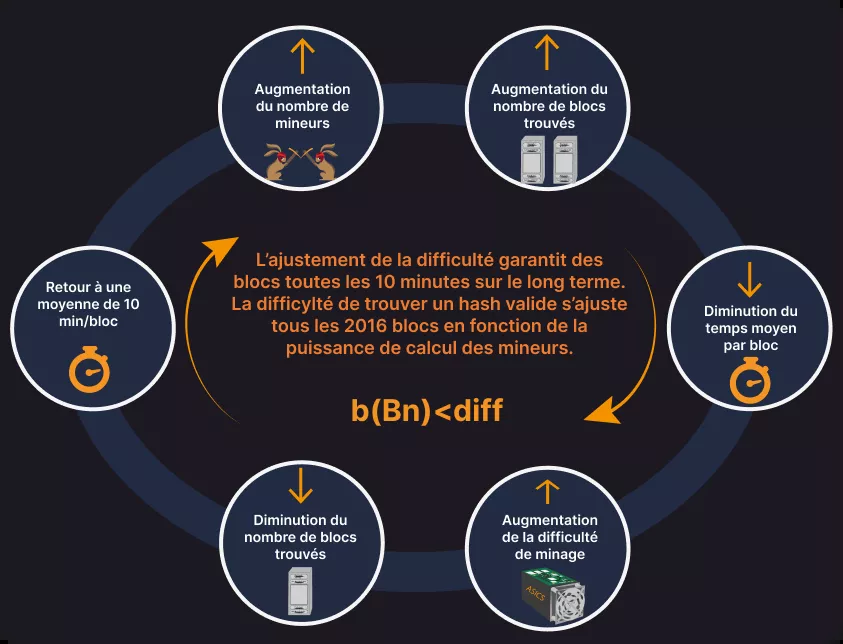 Augmentation
du nombre de
mineurs
Augmentation du
nombre de blocs
trouvés
Retour à une
moyenne de 10
min/bloc
L’ajustement de la difficulté garantit des
blocs toutes les 10 minutes sur le long terme.
La difficylté de trouver un hash valide s’ajuste
tous les 2016 blocs en fonction de la
puissance de calcul des mineurs.
b(Bn)<diff
Diminution du
temps moyen
par bloc
Diminution du
nombre de blocs
trouvés
Augmentation
de la difficulté
de minage
ASICS